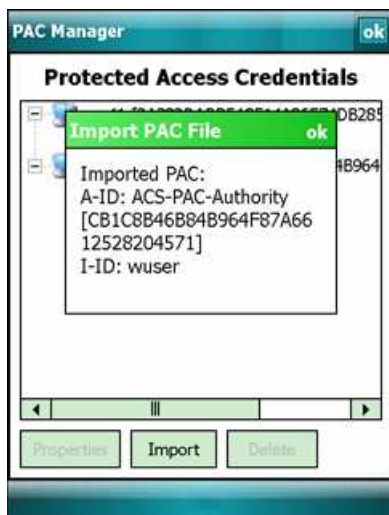 PAC Manager
ok
Protected Access Credentials
DB285
Import PAC File
ok
4B964
Imported PAC:
A-ID: ACS-PAC-Authority
[CB1C8B46B84B964F87A66
12528204571]
I-ID: wuser
Properties
Import
Delete